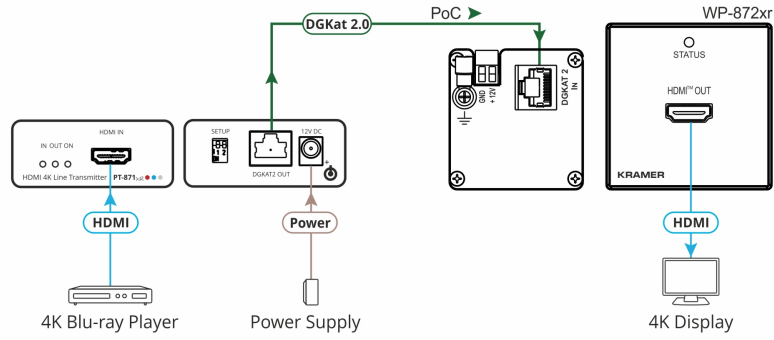 DGKat 2.0
PoC
WP-872xr
STATUS
HDMI™ OUT
KRAMER
GND
+12V
DGKAT 2
IN
HDMI IN
IN OUT ON
HDMI 4K Line Transmitter PT-871xr
SETUP
1 2
12V DC
+
DGKAT2 OUT
HDMI
Power
HDMI
4K Blu-ray Player
Power Supply
4K Display